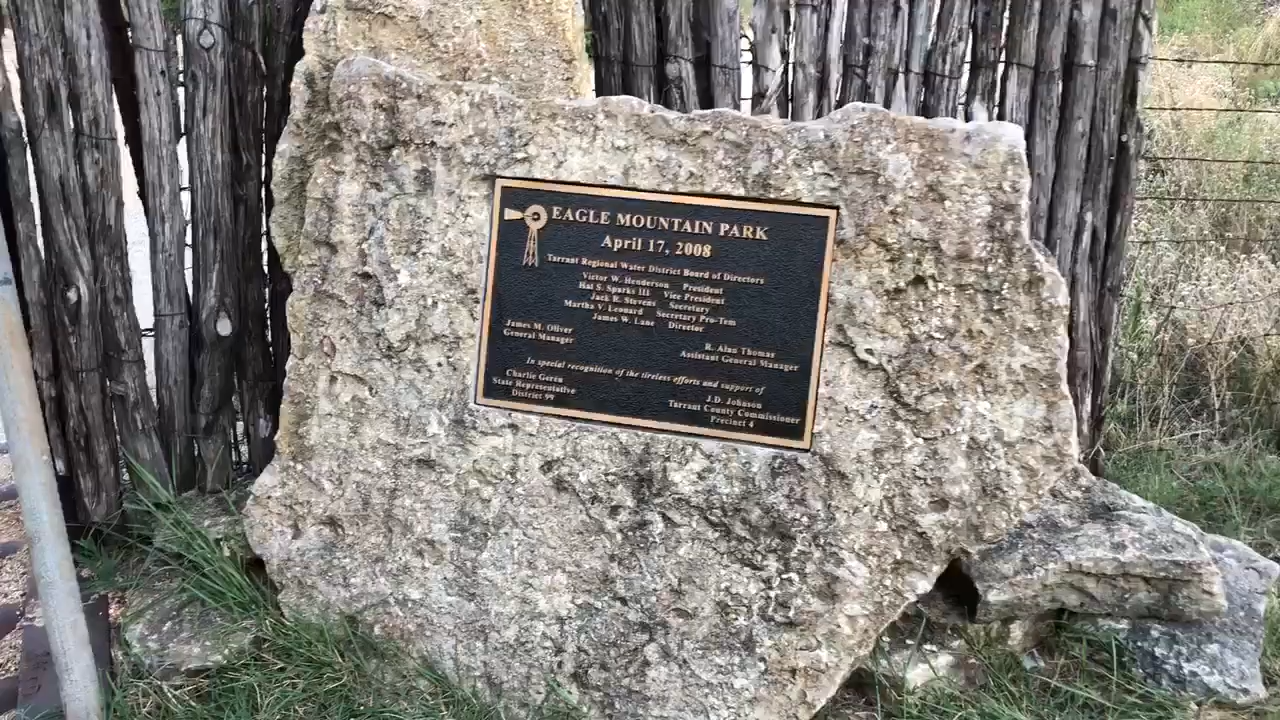 EAGLE MOUNTAIN PARK
April 17, 2008
Tarrant Regional Water District Board of Directors
Victor W. Henderson President
Hal S. Sparks III Vice President
Jack R. Stevens Secretary
Martha V. Leonard Secretary Pro-Tem
James W. Lane Director
James M. Oliver
General Manager
R. Alan Thomas
Assistant General Manager
In special recognition of the tireless efforts and support of
Charlie Geren
State Representative
District 99
J.D. Johnson
Tarrant County Commissioner
Precinct 4